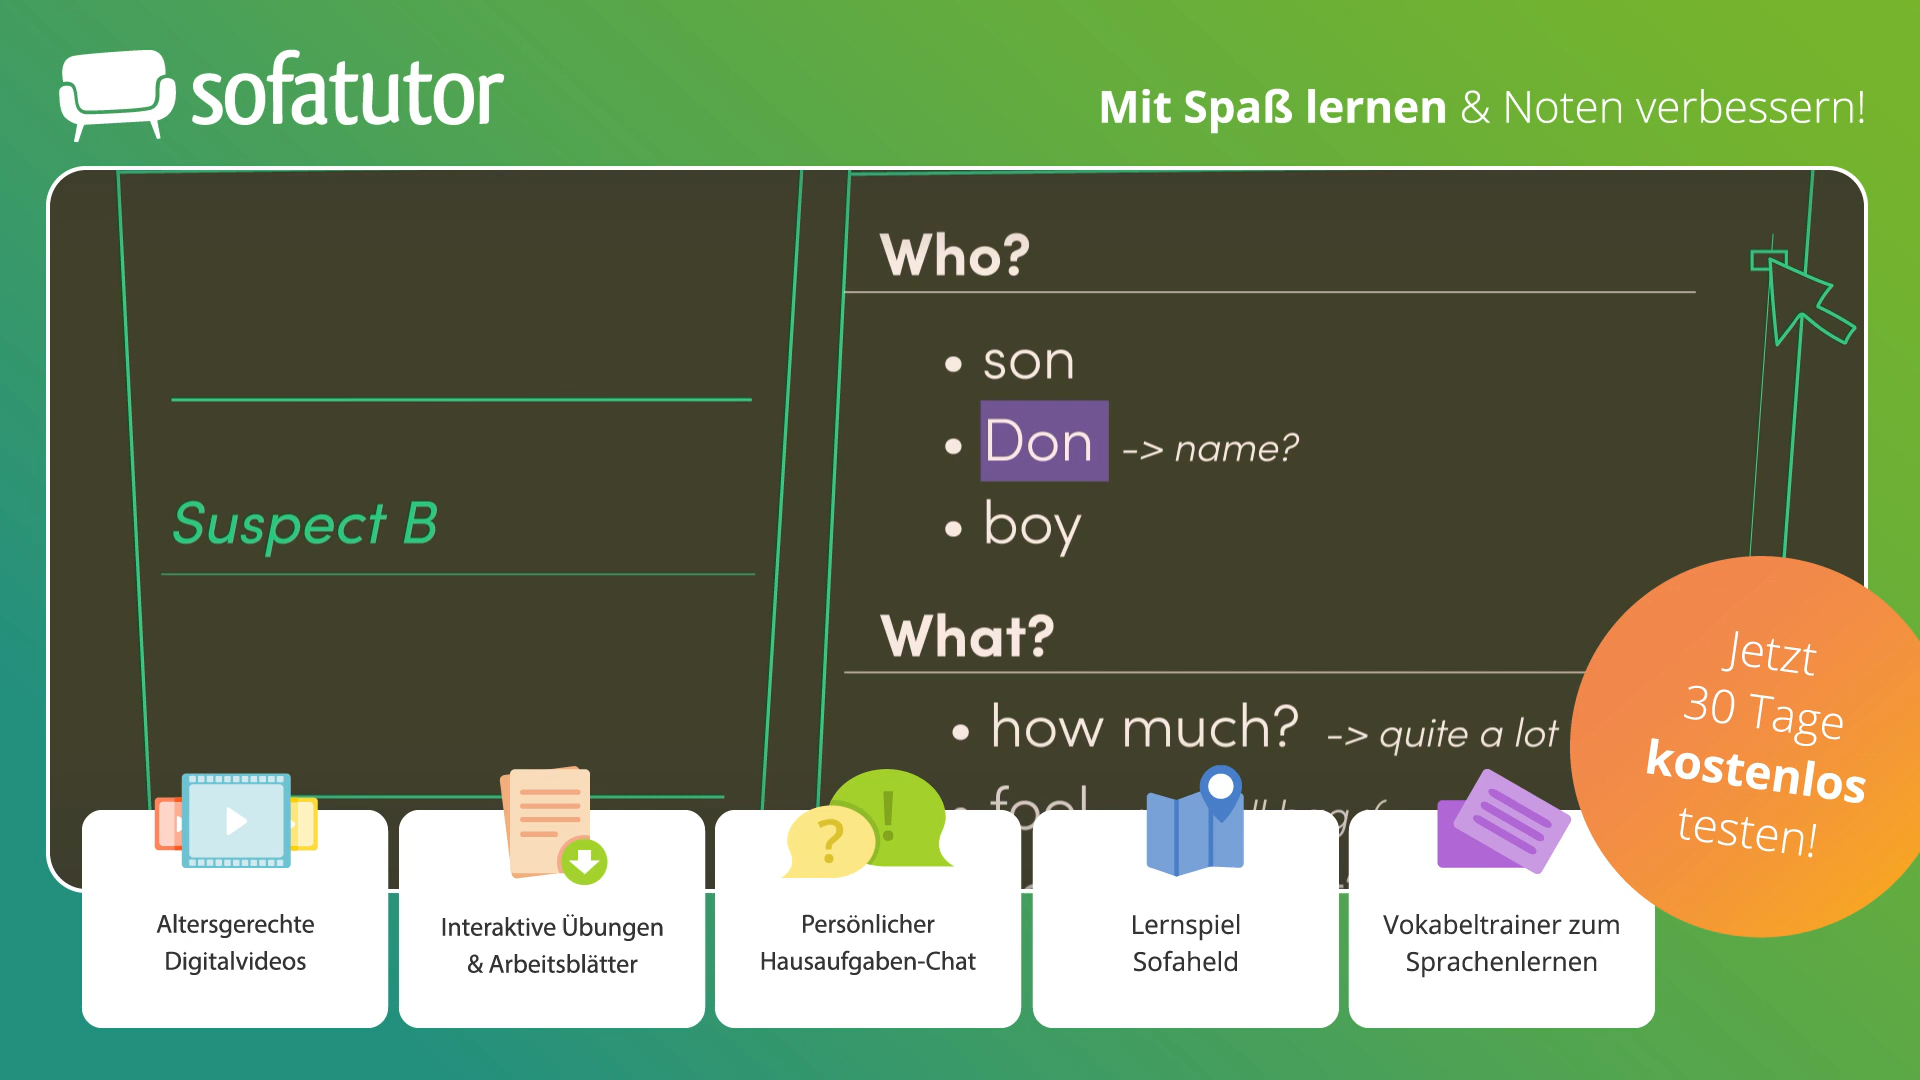 sofatutor
Mit Spaß lernen & Noten verbessern!
Who?
• son
• Don -> name?
• boy
Suspect B
What?
• how much? -> quite a lot
Jetzt
30 Tage
kostenlos
testen!
?
!
Altersgerechte
Digitalvideos
Interaktive Übungen
& Arbeitsblätter
Persönlicher
Hausaufgaben-Chat
Lernspiel
Sofaheld
Vokabeltrainer zum
Sprachenlernen